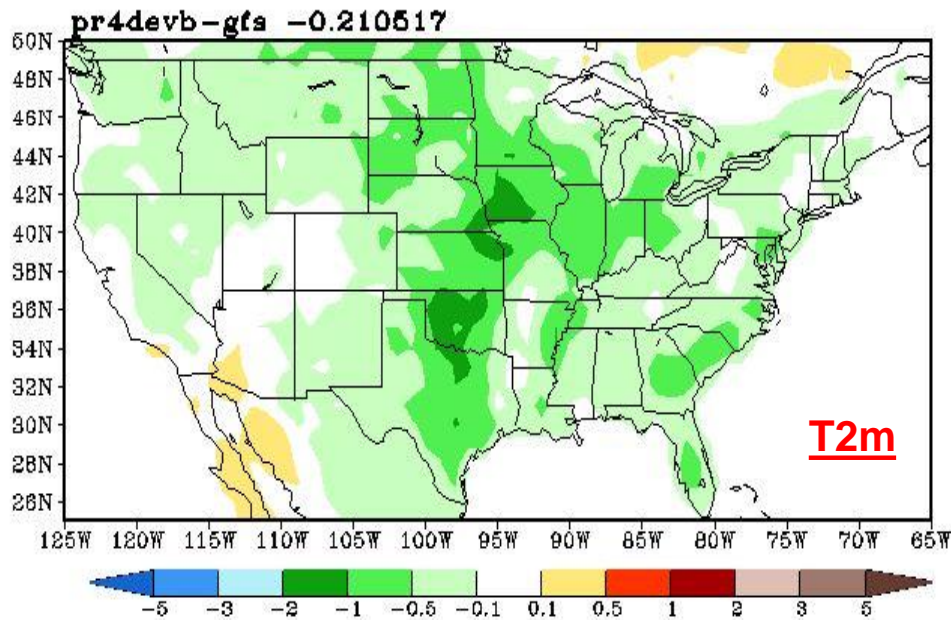 pr4devb-gfs -0.210517
50N
48N
46N
44N
42N
40N
38N
36N
34N
32N
30N
28N
26N
T2m
125W 120W 115W 110W 105W 100W 95W 90W 85W 80W 75W 70W 65W
-5 -3 -2 -1 -0.5 -0.1 0.1 0.5 1 2 3 5